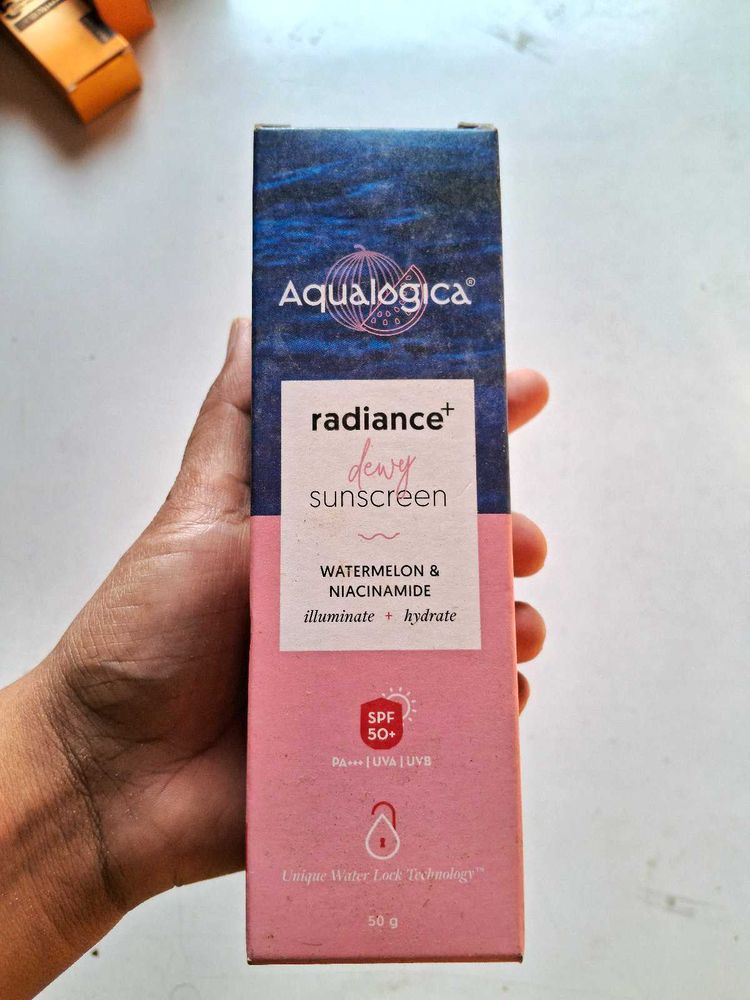 Aqualogica®
radiance+
dewy
sunscreen
WATERMELON &
NIACINAMIDE
illuminate + hydrate
SPF
50+
PA+++ | UVA | UVB
Unique Water Lock Technology™
50 g